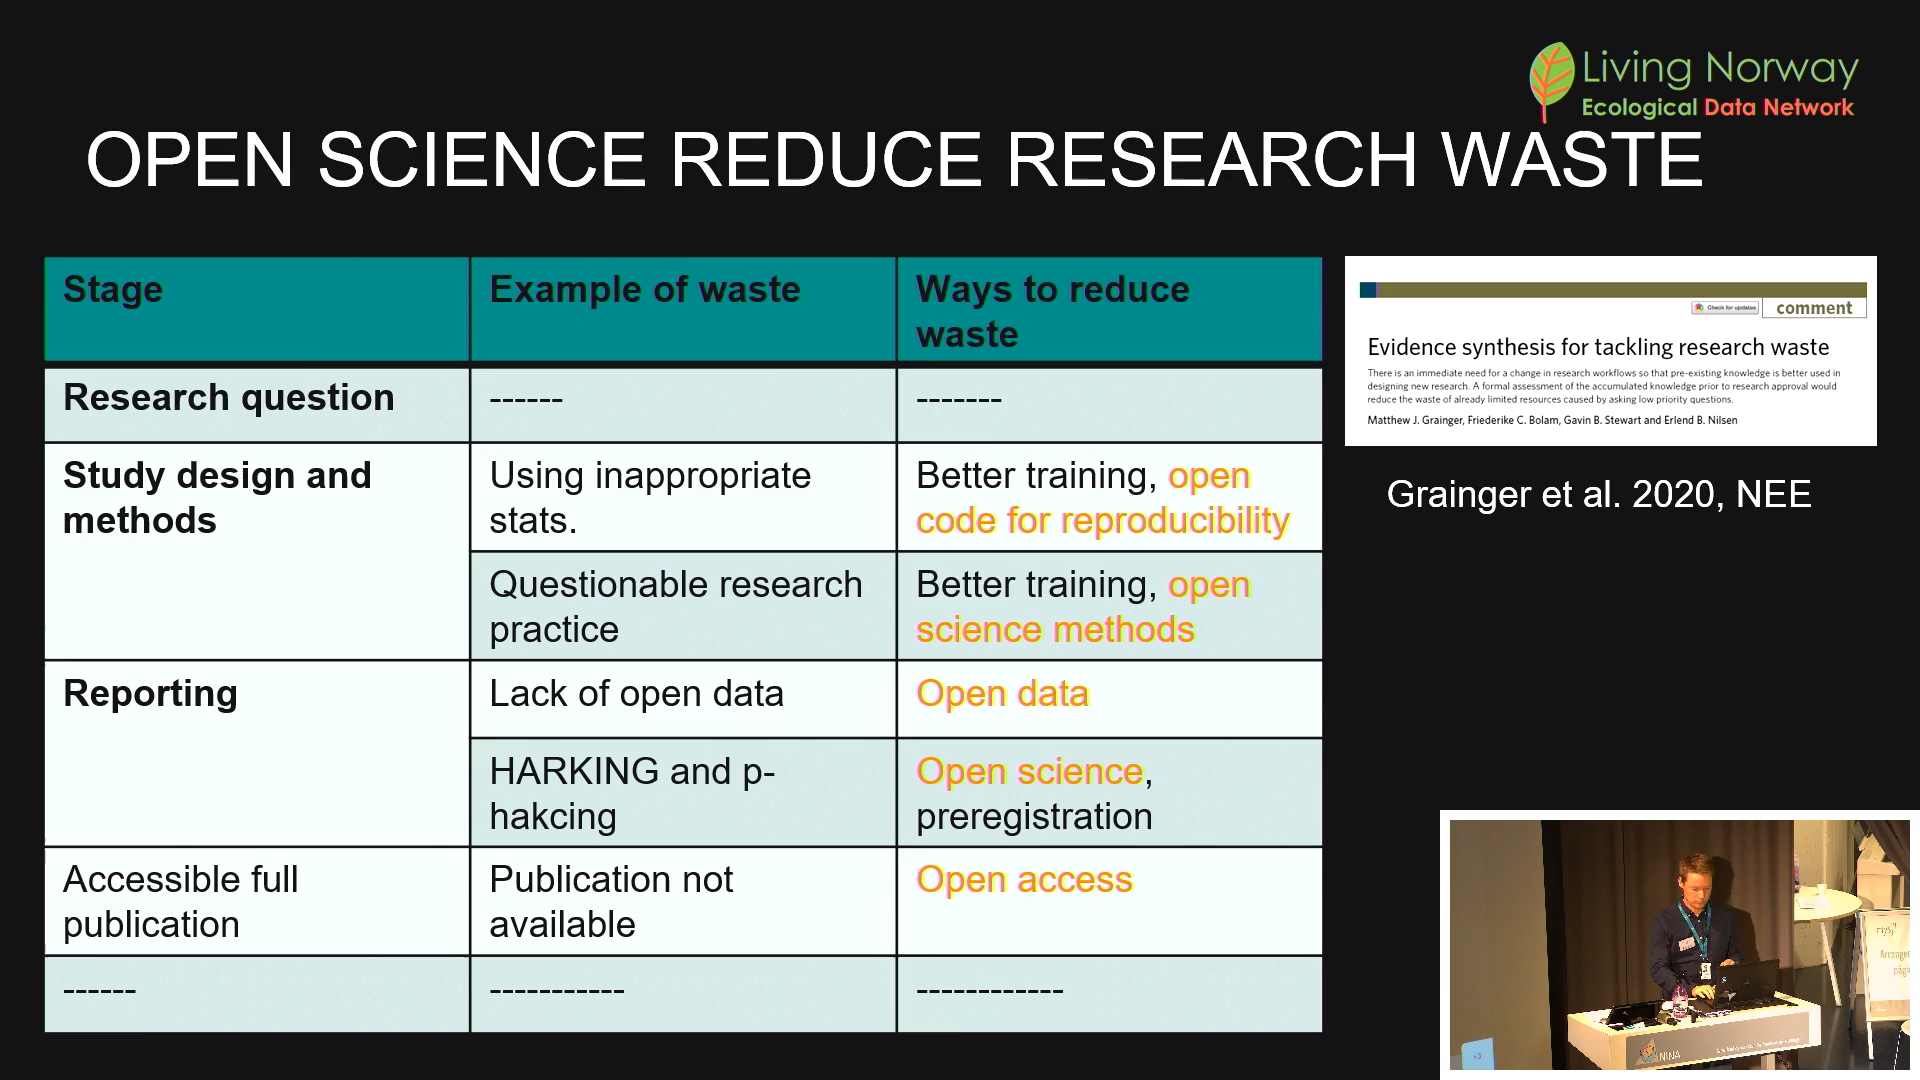 Living Norway
Ecological Data Network
OPEN SCIENCE REDUCE RESEARCH WASTE
Stage
Example of waste
Ways to reduce
waste
Research question
------
-------
Study design and
methods
Using inappropriate
stats.
Better training, open
code for reproducibility
Questionable research
practice
Better training, open
science methods
Reporting
Lack of open data
Open data
HARKING and p-
hakcing
Open science,
preregistration
Accessible full
publication
Publication not
available
Open access
------
-----------
------------
Check for updates
comment
Evidence synthesis for tackling research waste
There is an immediate need for a change in research workflows so that pre-existing knowledge is better used in
designing new research. A formal assessment of the accumulated knowledge prior to research approval would
reduce the waste of already limited resources caused by asking low priority questions.
Matthew J. Grainger, Friederike C. Bolam, Gavin B. Stewart and Erlend B. Nilsen
Grainger et al. 2020, NEE
NINA